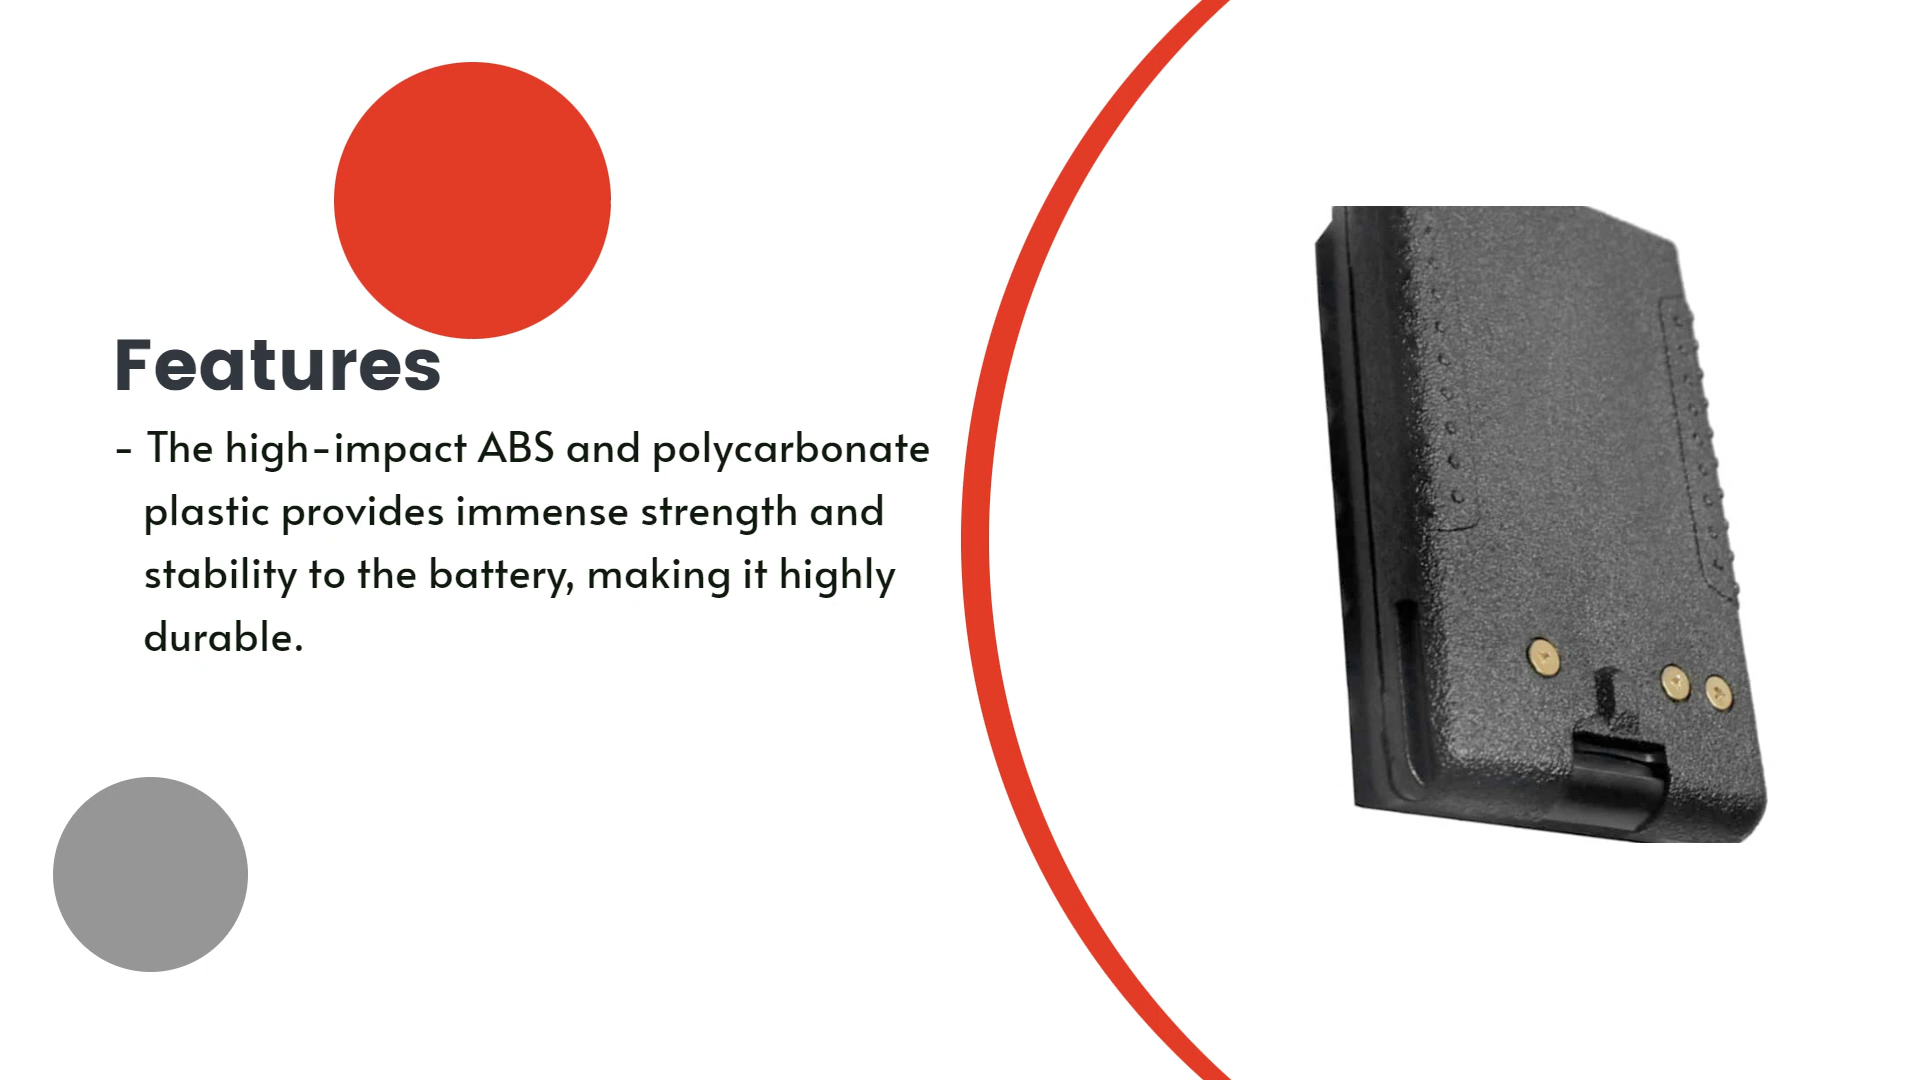 Features
- The high-impact ABS and polycarbonate
plastic provides immense strength and
stability to the battery, making it highly
durable.